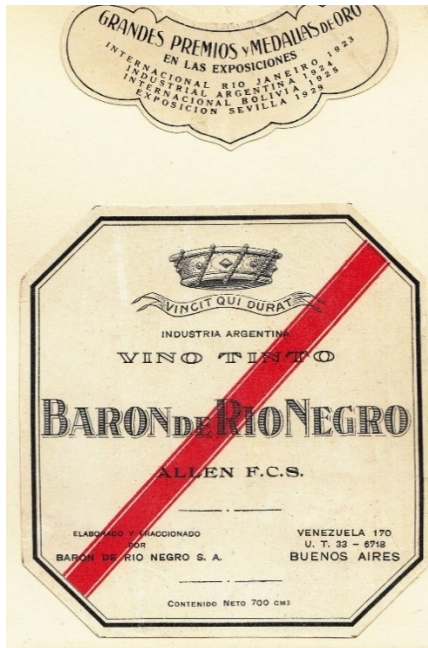 GRANDES PREMIOS Y MEDALLAS DE ORO
EN LAS EXPOSICIONES
INTERNACIONAL RIO JANEIRO 1923
INDUSTRIAL ARGENTINA 1924
INTERNACIONAL BOLIVIA 1925
EXPOSICION SEVILLA 1929
VINCIT QUI DURAT
INDUSTRIA ARGENTINA
VINO TINTO
BARON DE RIO NEGRO
ALLEN F.C.S.
ELABORADO Y FRACCIONADO
POR
BARON DE RIO NEGRO S. A.
VENEZUELA 170
U. T. 33 - 6718
BUENOS AIRES
CONTENIDO NETO 700 CM3